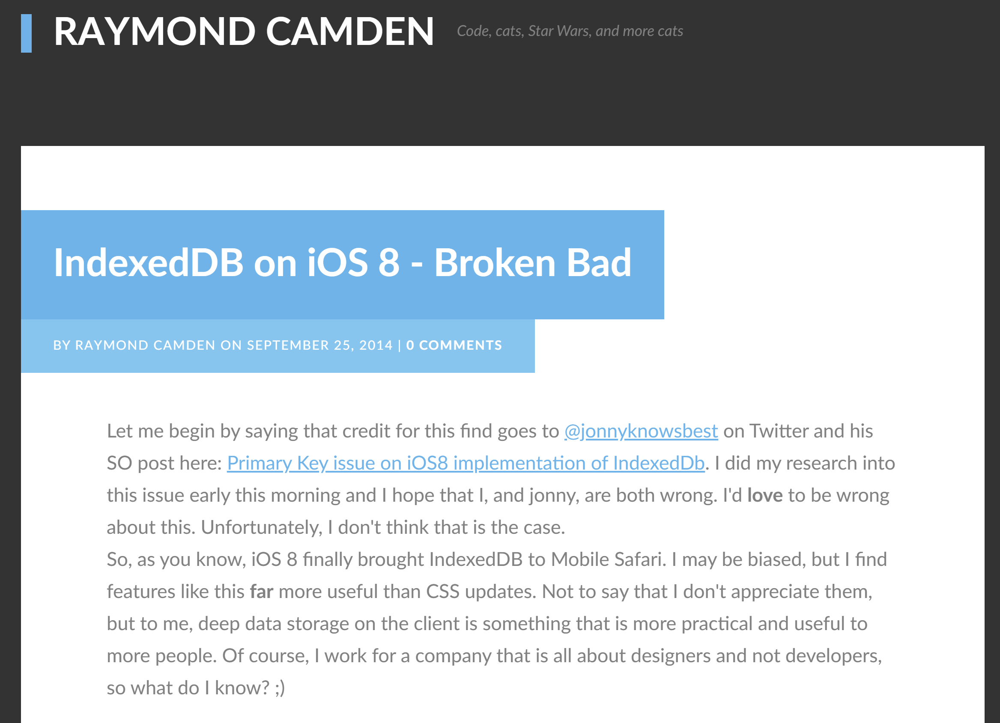 RAYMOND CAMDEN Code, cats, Star Wars, and more cats
IndexedDB on iOS 8 - Broken Bad
BY RAYMOND CAMDEN ON SEPTEMBER 25, 2014 | 0 COMMENTS
Let me begin by saying that credit for this find goes to @jonnyknowsbest on Twitter and his
SO post here: Primary Key issue on iOS8 implementation of IndexedDb. I did my research into
this issue early this morning and I hope that I, and jonny, are both wrong. I'd love to be wrong
about this. Unfortunately, I don't think that is the case.
So, as you know, iOS 8 finally brought IndexedDB to Mobile Safari. I may be biased, but I find
features like this far more useful than CSS updates. Not to say that I don't appreciate them,
but to me, deep data storage on the client is something that is more practical and useful to
more people. Of course, I work for a company that is all about designers and not developers,
so what do I know? ;)